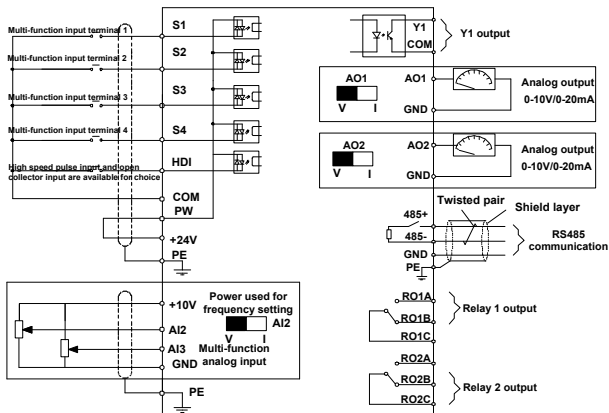 Multi-function input terminal 1
S1
Multi-function input terminal 2
S2
Multi-function input terminal 3
S3
Multi-function input terminal 4
S4
HDI
High speed pulse input and open
collector input are available for choice
COM
PW
+24V
PE
+10V
Power used for
frequency setting
AI2
V I
AI2
AI3
Multi-function
analog input
GND
PE
Y1
COM
Y1 output
AO1
V I
AO1
GND
Analog output
0-10V/0-20mA
AO2
V I
AO2
GND
Analog output
0-10V/0-20mA
Twisted pair
Shield layer
485+
485-
GND
PE
RS485
communication
RO1A
RO1B
RO1C
Relay 1 output
RO2A
RO2B
RO2C
Relay 2 output